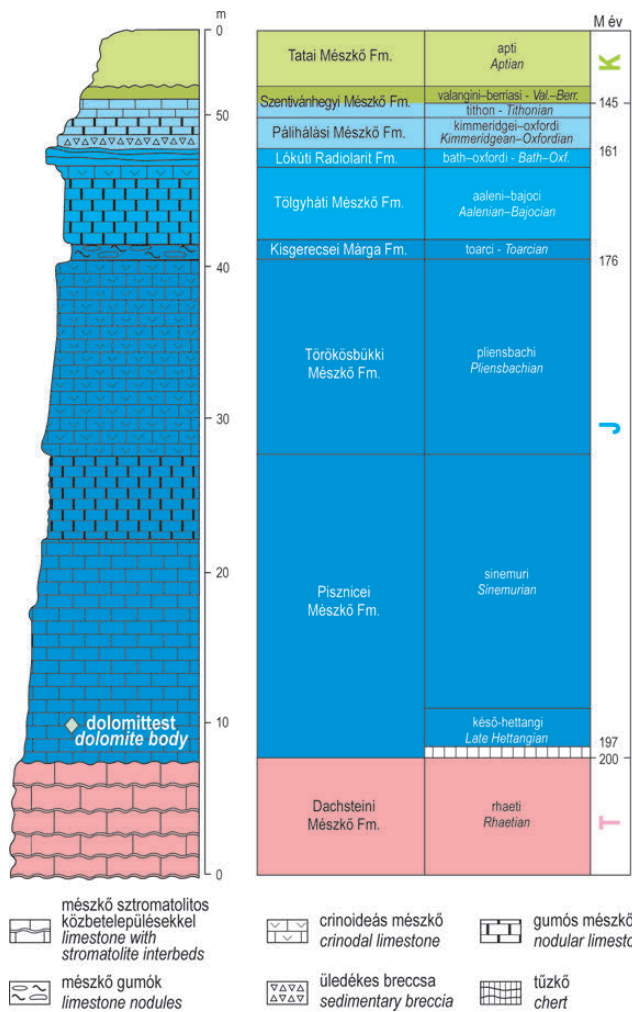 m
0
50
40
30
20
10
0
dolomittest
dolomite body
M év
Tatai Mészkő Fm.
apti
Aptian
K
Szentivánhegyi Mészkő Fm.
valangini–berriasi - Val.–Berr.
145
tithon - Tithonian
Pálihálási Mészkő Fm.
kimmeridgei–oxfordi
Kimmeridgean–Oxfordian
161
Lókúti Radiolarit Fm.
bath–oxfordi - Bath–Oxf.
Tölgyháti Mészkő Fm.
aaleni–bajoci
Aalenian–Bajocian
Kisgerecsei Márga Fm.
toarci - Toarcian
176
Törökösbükki
Mészkő Fm.
pliensbachi
Pliensbachian
J
Pisznicei
Mészkő Fm.
sinemuri
Sinemurian
késő-hettangi
Late Hettangian
197
200
Dachsteini
Mészkő Fm.
rhaeti
Rhaetian
T
mészkő sztromatolitos
közbetelepülésekkel
limestone with
stromatolite interbeds
crinoideás mészkő
crinodal limestone
gumós mészkő
nodular limesto
mészkő gumók
limestone nodules
üledékes breccsa
sedimentary breccia
tűzkő
chert